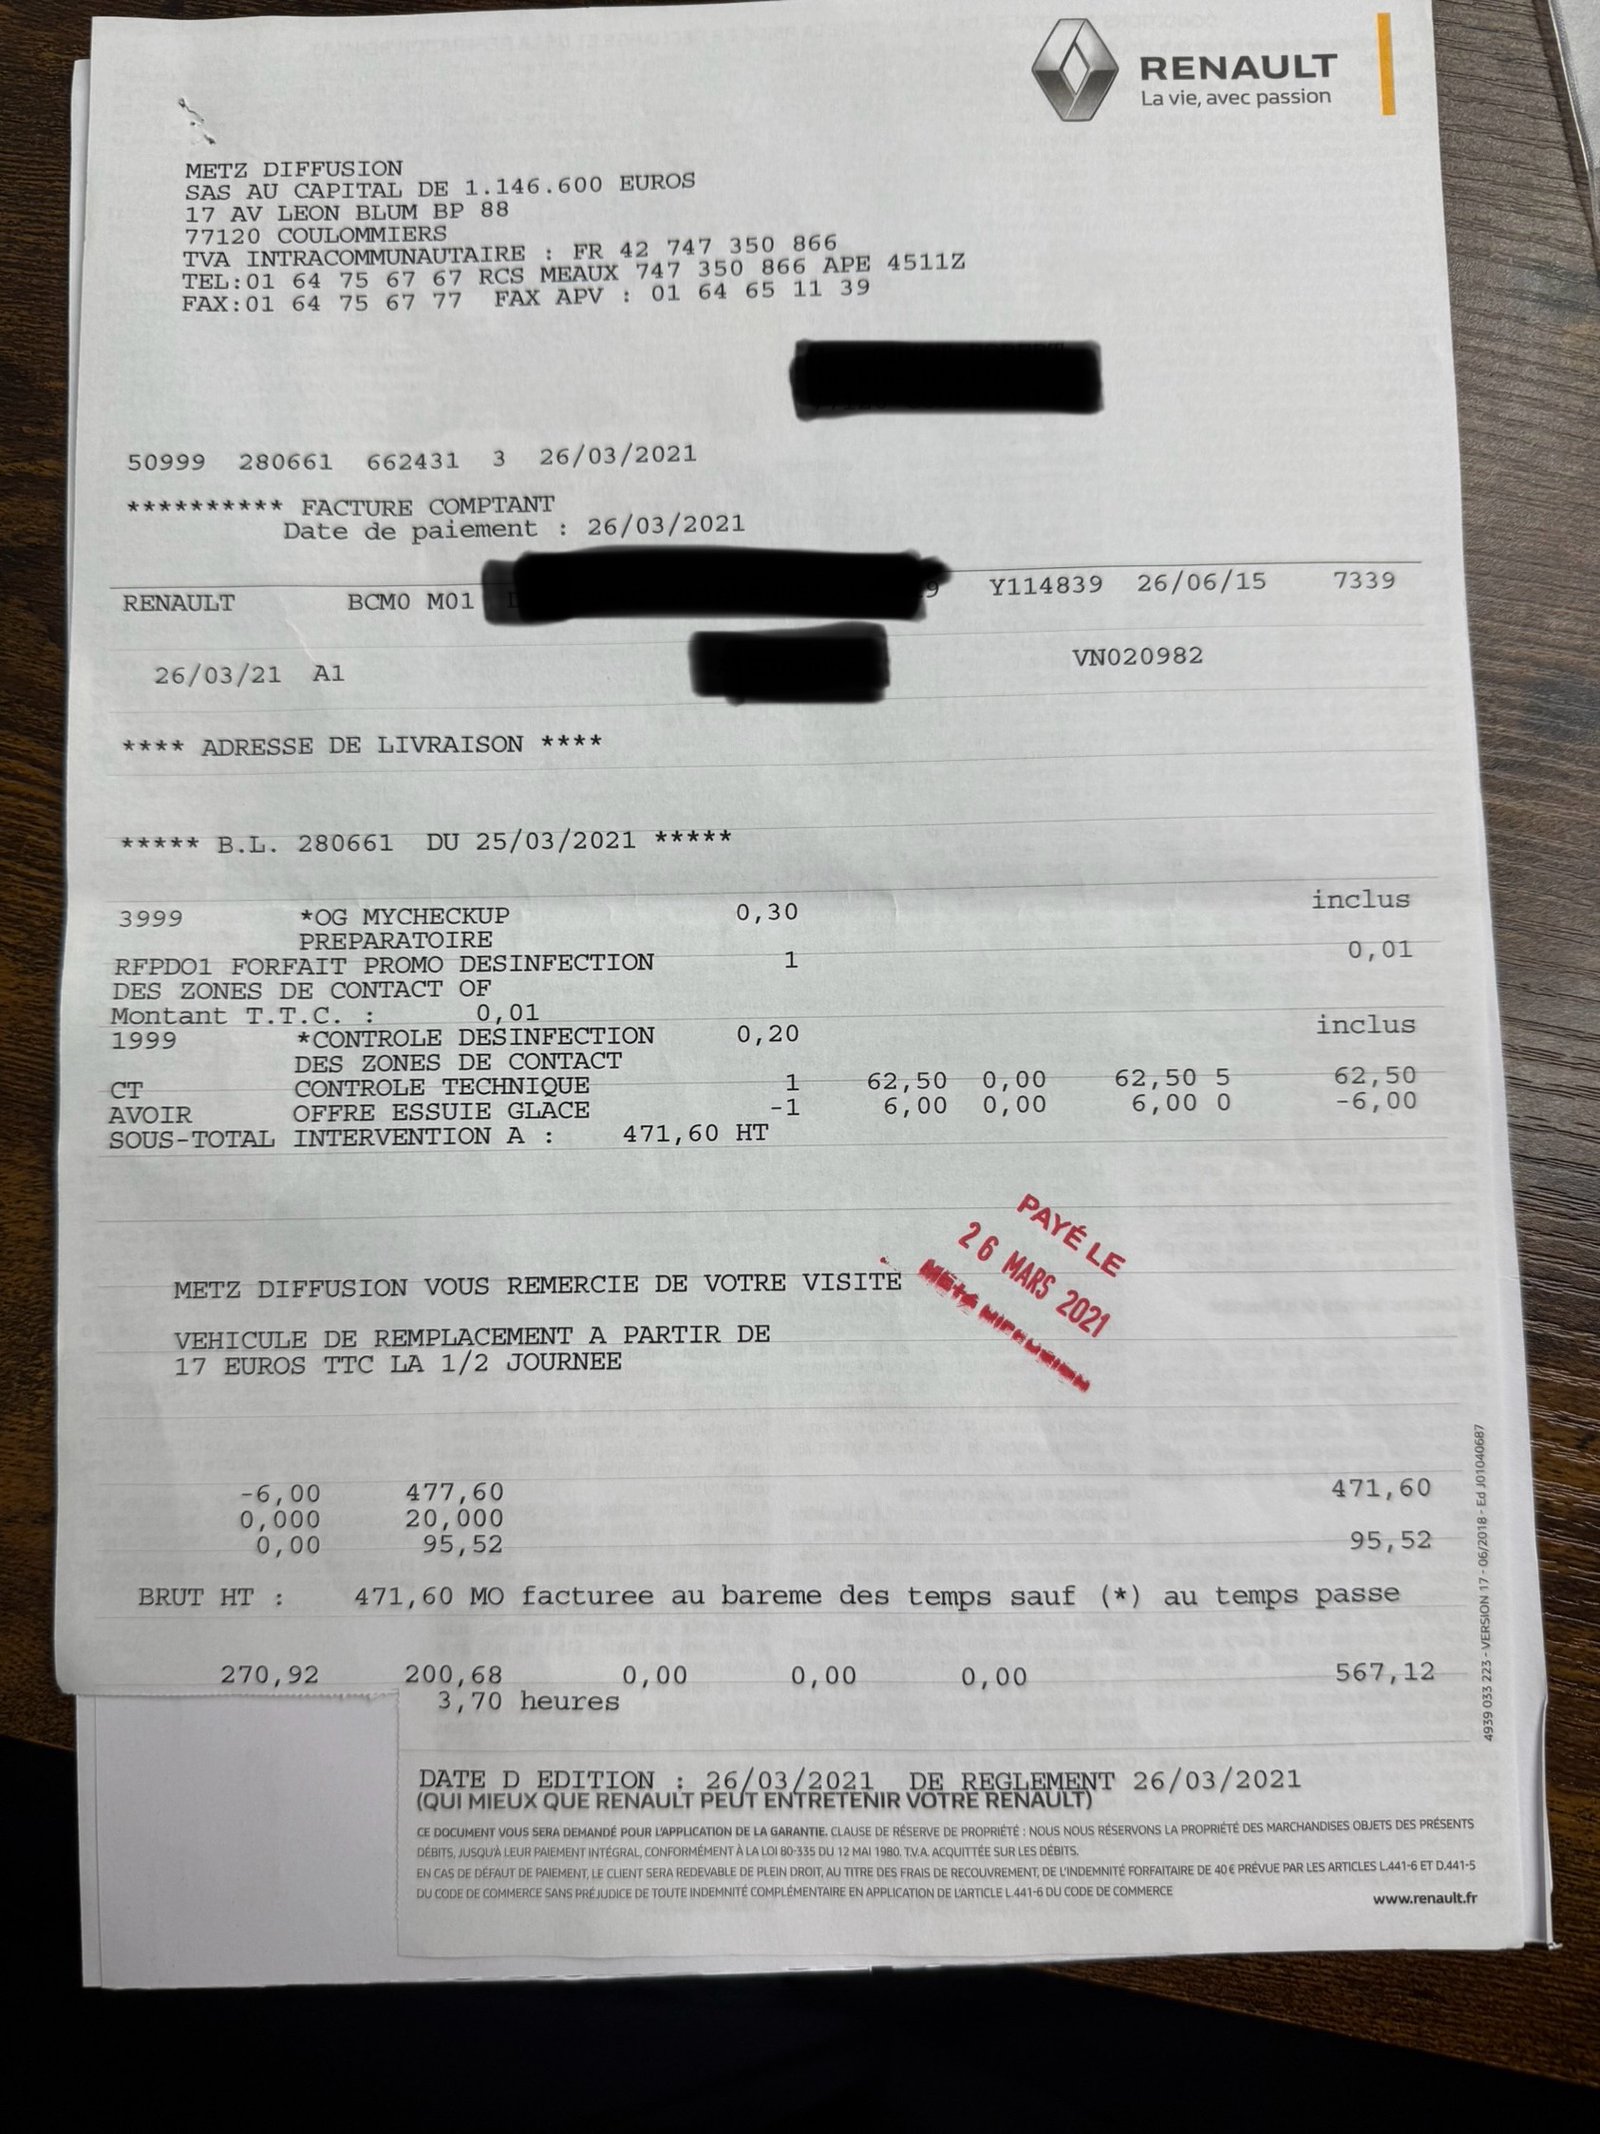 RENAULT
La vie, avec passion
METZ DIFFUSION
SAS AU CAPITAL DE 1.146.600 EUROS
17 AV LEON BLUM BP 88
77120 COULOMMIERS
TVA INTRACOMMUNAUTAIRE : FR 42 747 350 866
TEL:01 64 75 67 67 RCS MEAUX 747 350 866 APE 4511Z
FAX:01 64 75 67 77 FAX APV : 01 64 65 11 39
50999 280661 662431 3 26/03/2021
********** FACTURE COMPTANT
Date de paiement : 26/03/2021
RENAULT BCM0 M01 9 Y114839 26/06/15 7339
26/03/21 A1 VN020982
**** ADRESSE DE LIVRAISON ****
***** B.L. 280661 DU 25/03/2021 *****
3999 *OG MYCHECKUP 0,30 inclus
PREPARATOIRE
RFPDO1 FORFAIT PROMO DESINFECTION 1 0,01
DES ZONES DE CONTACT OF
Montant T.T.C. : 0,01
1999 *CONTROLE DESINFECTION 0,20 inclus
DES ZONES DE CONTACT
CT CONTROLE TECHNIQUE 1 62,50 0,00 62,50 5 62,50
AVOIR OFFRE ESSUIE GLACE -1 6,00 0,00 6,00 0 -6,00
SOUS-TOTAL INTERVENTION A : 471,60 HT
PAYÉ LE
26 MARS 2021
METZ DIFFUSION VOUS REMERCIE DE VOTRE VISITE
VEHICULE DE REMPLACEMENT A PARTIR DE
17 EUROS TTC LA 1/2 JOURNEE
-6,00 477,60 471,60
0,000 20,000
0,00 95,52 95,52
BRUT HT : 471,60 MO facturee au bareme des temps sauf (*) au temps passe
270,92 200,68 0,00 0,00 0,00 567,12
3,70 heures
DATE D EDITION : 26/03/2021 DE REGLEMENT 26/03/2021
(QUI MIEUX QUE RENAULT PEUT ENTRETENIR VOTRE RENAULT)
CE DOCUMENT VOUS SERA DEMANDÉ POUR L'APPLICATION DE LA GARANTIE. CLAUSE DE RÉSERVE DE PROPRIÉTÉ : NOUS NOUS RÉSERVONS LA PROPRIÉTÉ DES MARCHANDISES OBJETS DES PRÉSENTS
DÉBITS, JUSQU'À LEUR PAIEMENT INTÉGRAL, CONFORMÉMENT À LA LOI 80-335 DU 12 MAI 1980. T.V.A. ACQUITTÉE SUR LES DÉBITS.
EN CAS DE DÉFAUT DE PAIEMENT, LE CLIENT SERA REDEVABLE DE PLEIN DROIT, AU TITRE DES FRAIS DE RECOUVREMENT, DE L'INDEMNITÉ FORFAITAIRE DE 40 € PRÉVUE PAR LES ARTICLES L.441-6 ET D.441-5
DU CODE DE COMMERCE SANS PRÉJUDICE DE TOUTE INDEMNITÉ COMPLÉMENTAIRE EN APPLICATION DE L'ARTICLE L.441-6 DU CODE DE COMMERCE
www.renault.fr
4939 033 223 - VERSION 17 - 06/2018 - Ed J01040687